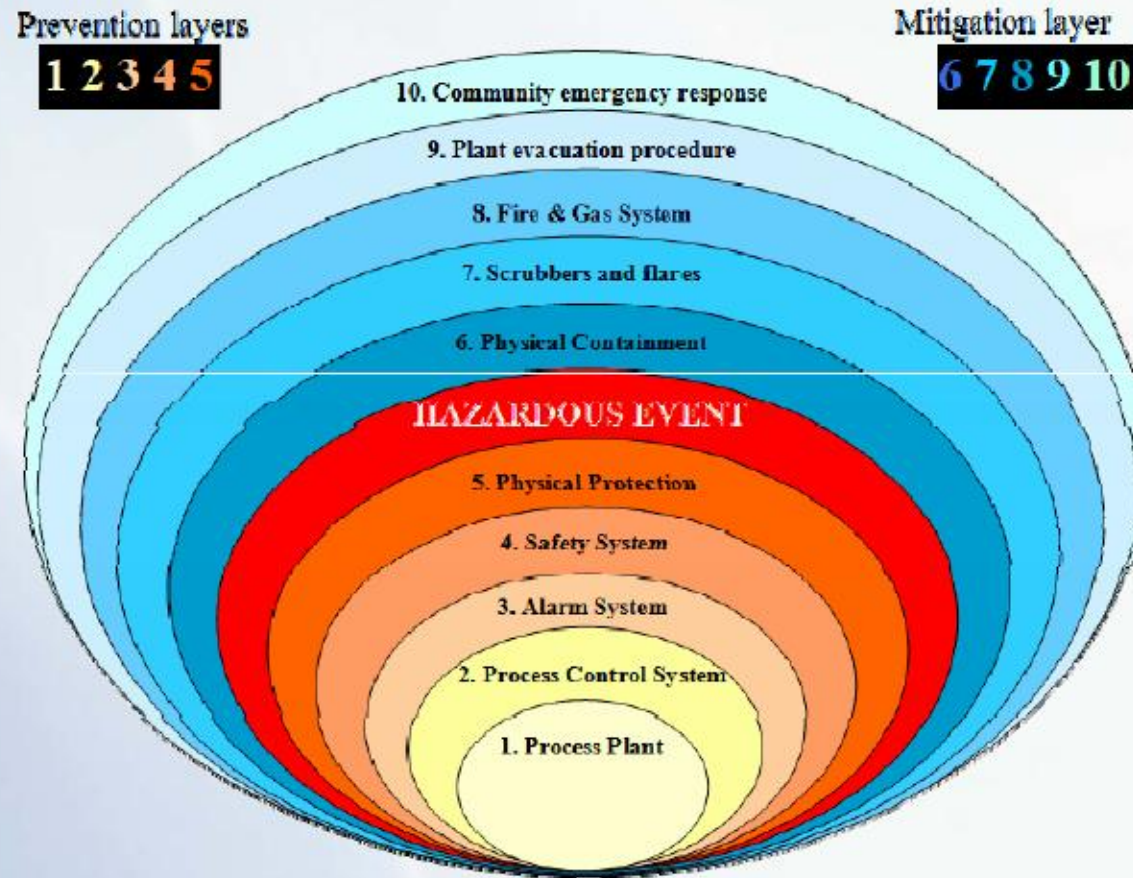 Prevention layers
1 2 3 4 5
Mitigation layer
6 7 8 9 10
10. Community emergency response
9. Plant evacuation procedure
8. Fire & Gas System
7. Scrubbers and flares
6. Physical Containment
HAZARDOUS EVENT
5. Physical Protection
4. Safety System
3. Alarm System
2. Process Control System
1. Process Plant